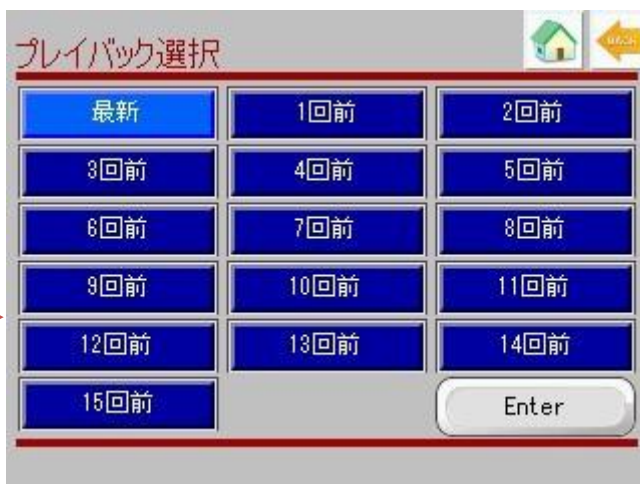 プレイバック選択
BACK
最新 1回前 2回前
3回前 4回前 5回前
6回前 7回前 8回前
9回前 10回前 11回前
12回前 13回前 14回前
15回前 Enter